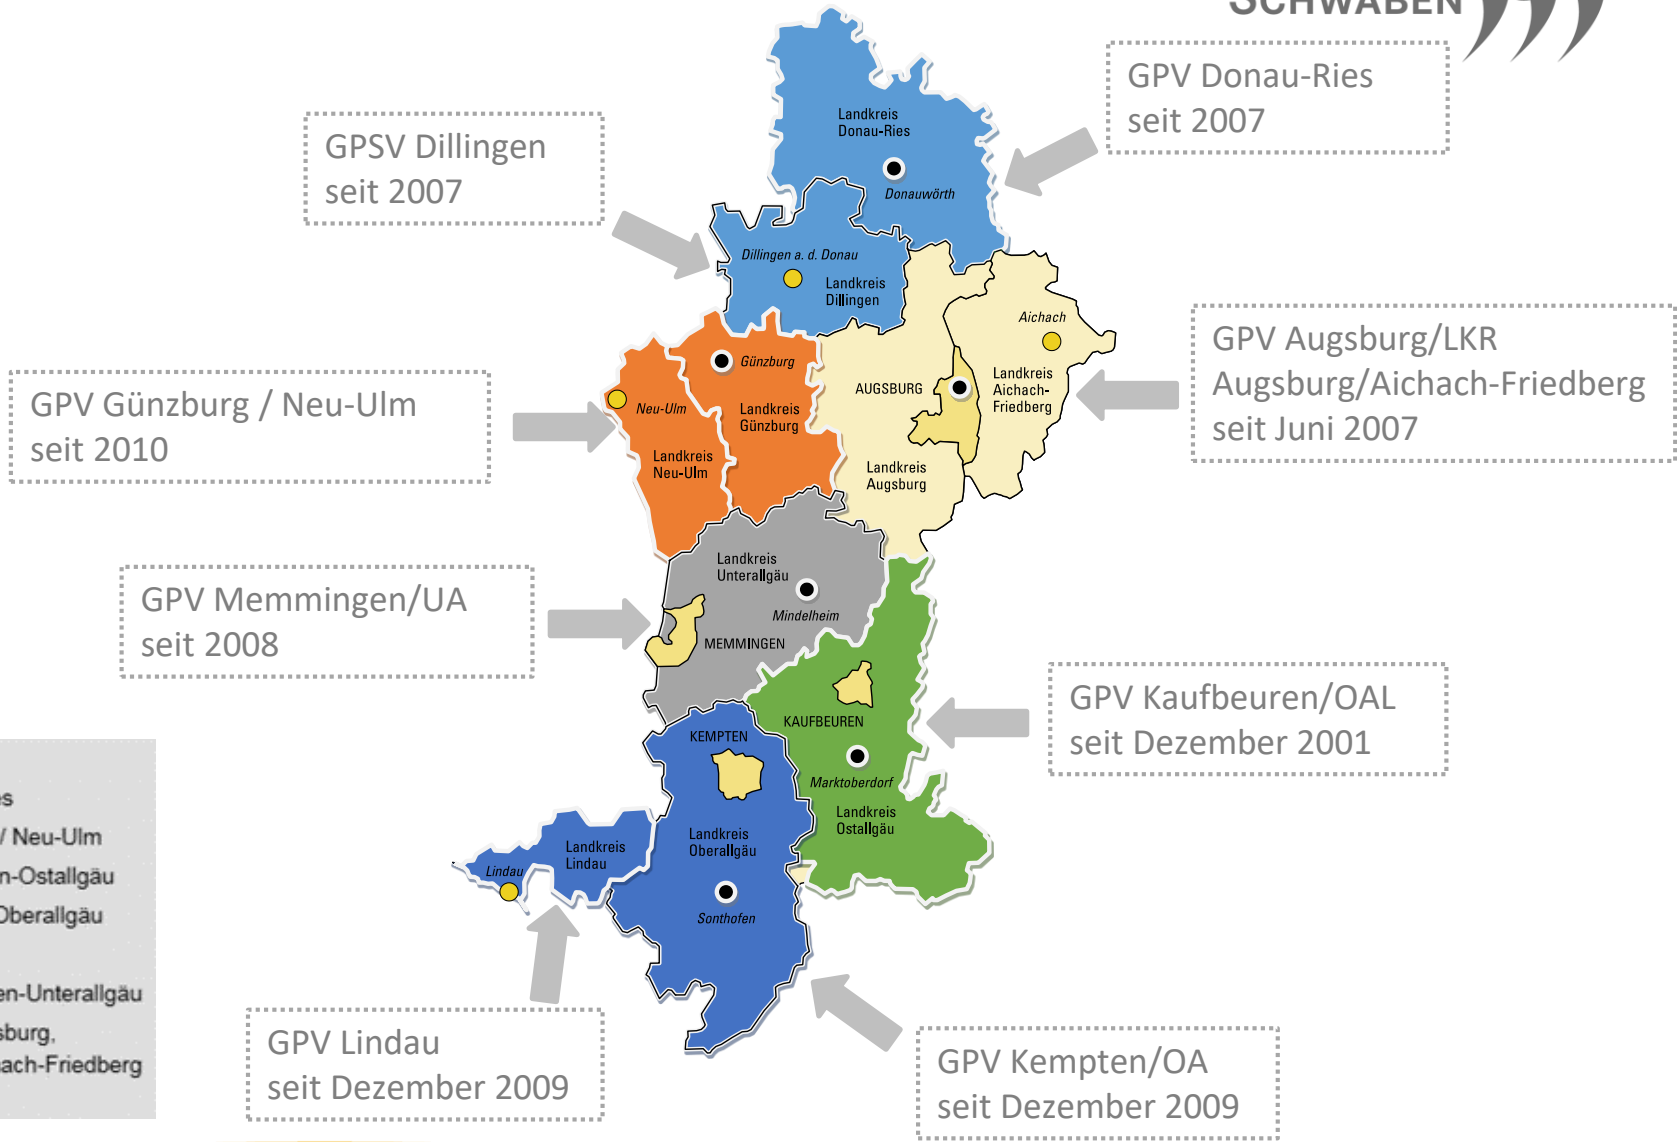 SCHWABEN
GPV Donau-Ries
seit 2007
GPSV Dillingen
seit 2007
Landkreis
Donau-Ries
Donauwörth
Dillingen a. d. Donau
Landkreis
Dillingen
GPV Augsburg/LKR
Augsburg/Aichach-Friedberg
seit Juni 2007
Aichach
Landkreis
Aichach-
Friedberg
AUGSBURG
Landkreis
Augsburg
GPV Günzburg / Neu-Ulm
seit 2010
Günzburg
Landkreis
Günzburg
Neu-Ulm
Landkreis
Neu-Ulm
GPV Memmingen/UA
seit 2008
Landkreis
Unterallgäu
Mindelheim
MEMMINGEN
GPV Kaufbeuren/OAL
seit Dezember 2001
KAUFBEUREN
Marktoberdorf
Landkreis
Ostallgäu
KEMPTEN
Landkreis
Oberallgäu
Sonthofen
Landkreis
Lindau
Lindau
es
/ Neu-Ulm
n-Ostallgäu
Oberallgäu
en-Unterallgäu
sburg,
ach-Friedberg
GPV Lindau
seit Dezember 2009
GPV Kempten/OA
seit Dezember 2009